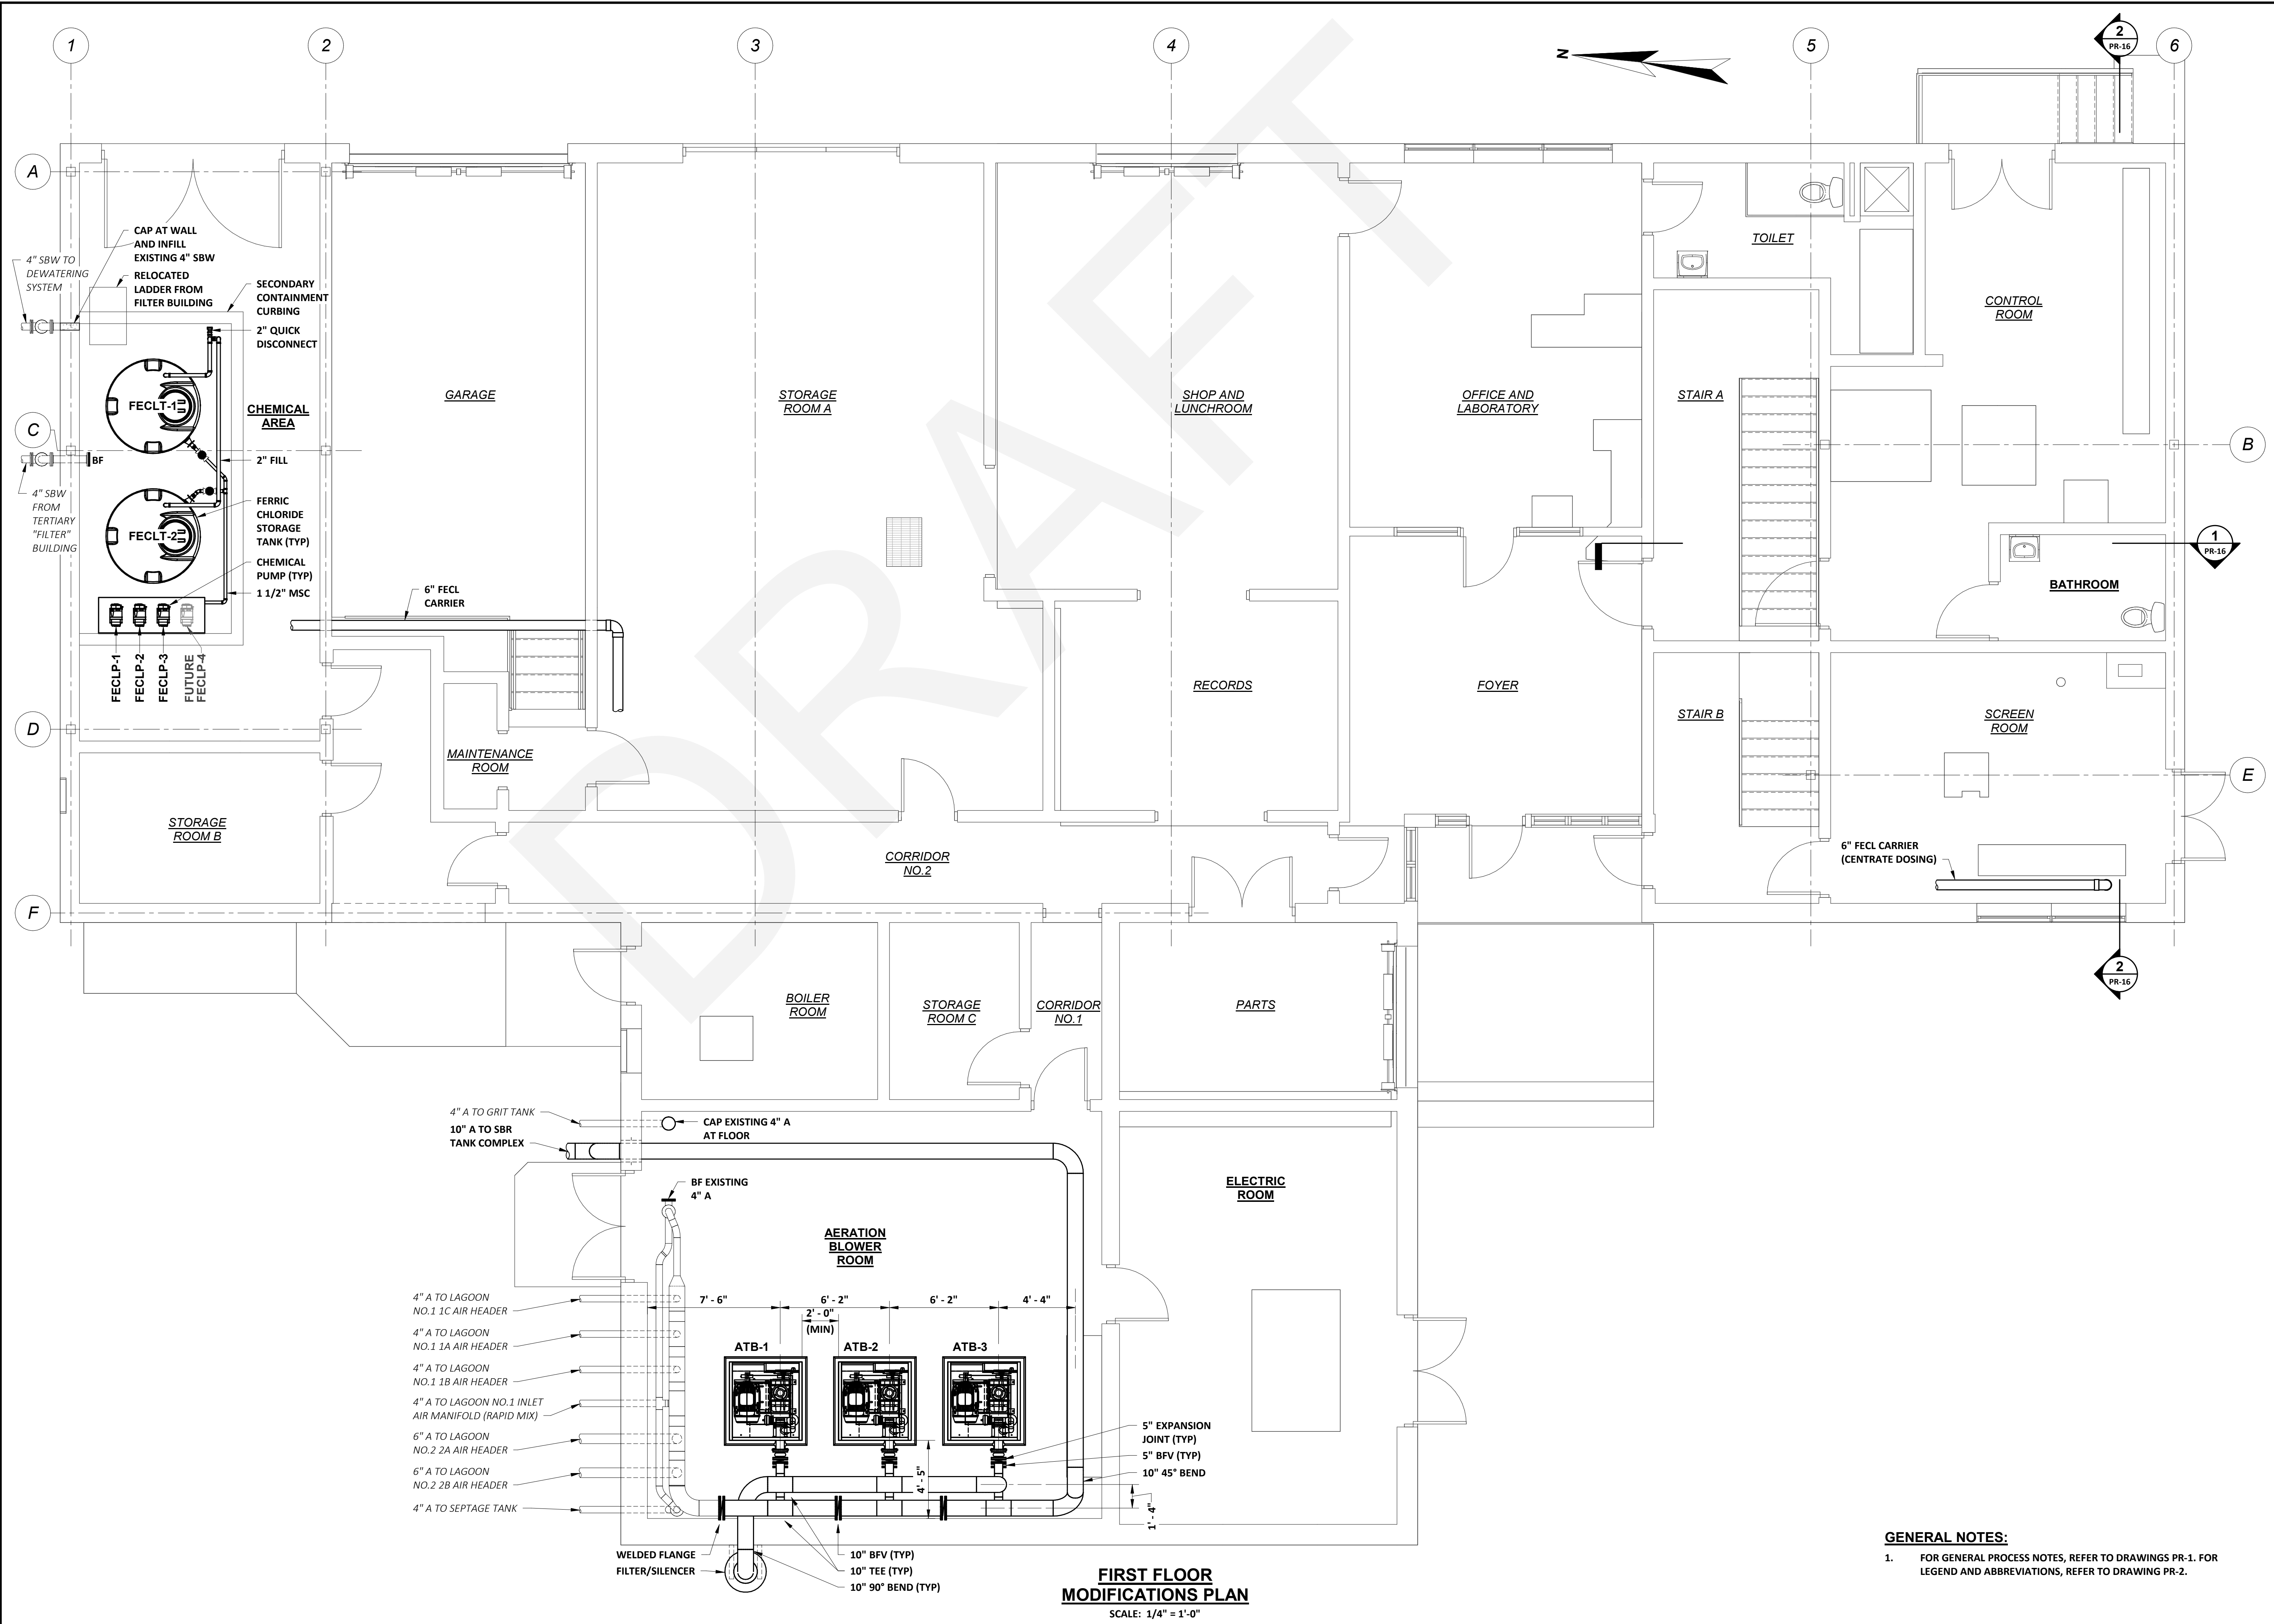 1
2
3
4
5
6
2
PR-16
N
A
C
D
F
B
E
DRAFT
CAP AT WALL
AND INFILL
EXISTING 4" SBW
4" SBW TO
DEWATERING
SYSTEM
RELOCATED
LADDER FROM
FILTER BUILDING
SECONDARY
CONTAINMENT
CURBING
2" QUICK
DISCONNECT
FECLT-1
CHEMICAL
AREA
BF
2" FILL
4" SBW
FROM
TERTIARY
"FILTER"
BUILDING
FERRIC
CHLORIDE
STORAGE
TANK (TYP)
FECLT-2
CHEMICAL
PUMP (TYP)
1 1/2" MSC
FECLP-1
FECLP-2
FECLP-3
FUTURE
FECLP-4
6" FECL
CARRIER
GARAGE
STORAGE
ROOM A
SHOP AND
LUNCHROOM
OFFICE AND
LABORATORY
TOILET
STAIR A
CONTROL
ROOM
1
PR-16
BATHROOM
RECORDS
FOYER
STAIR B
SCREEN
ROOM
MAINTENANCE
ROOM
STORAGE
ROOM B
CORRIDOR
NO.2
6" FECL CARRIER
(CENTRATE DOSING)
2
PR-16
BOILER
ROOM
STORAGE
ROOM C
CORRIDOR
NO.1
PARTS
4" A TO GRIT TANK
10" A TO SBR
TANK COMPLEX
CAP EXISTING 4" A
AT FLOOR
BF EXISTING
4" A
AERATION
BLOWER
ROOM
ELECTRIC
ROOM
4" A TO LAGOON
NO.1 1C AIR HEADER
4" A TO LAGOON
NO.1 1A AIR HEADER
4" A TO LAGOON
NO.1 1B AIR HEADER
4" A TO LAGOON NO.1 INLET
AIR MANIFOLD (RAPID MIX)
6" A TO LAGOON
NO.2 2A AIR HEADER
6" A TO LAGOON
NO.2 2B AIR HEADER
4" A TO SEPTAGE TANK
7' - 6"
6' - 2"
6' - 2"
4' - 4"
2' - 0"
(MIN)
ATB-1
ATB-2
ATB-3
4' - 5"
1' - 4"
5" EXPANSION
JOINT (TYP)
5" BFV (TYP)
10" 45° BEND
WELDED FLANGE
FILTER/SILENCER
10" BFV (TYP)
10" TEE (TYP)
10" 90° BEND (TYP)
FIRST FLOOR
MODIFICATIONS PLAN
SCALE: 1/4" = 1'-0"
GENERAL NOTES:
1. FOR GENERAL PROCESS NOTES, REFER TO DRAWINGS PR-1. FOR
LEGEND AND ABBREVIATIONS, REFER TO DRAWING PR-2.